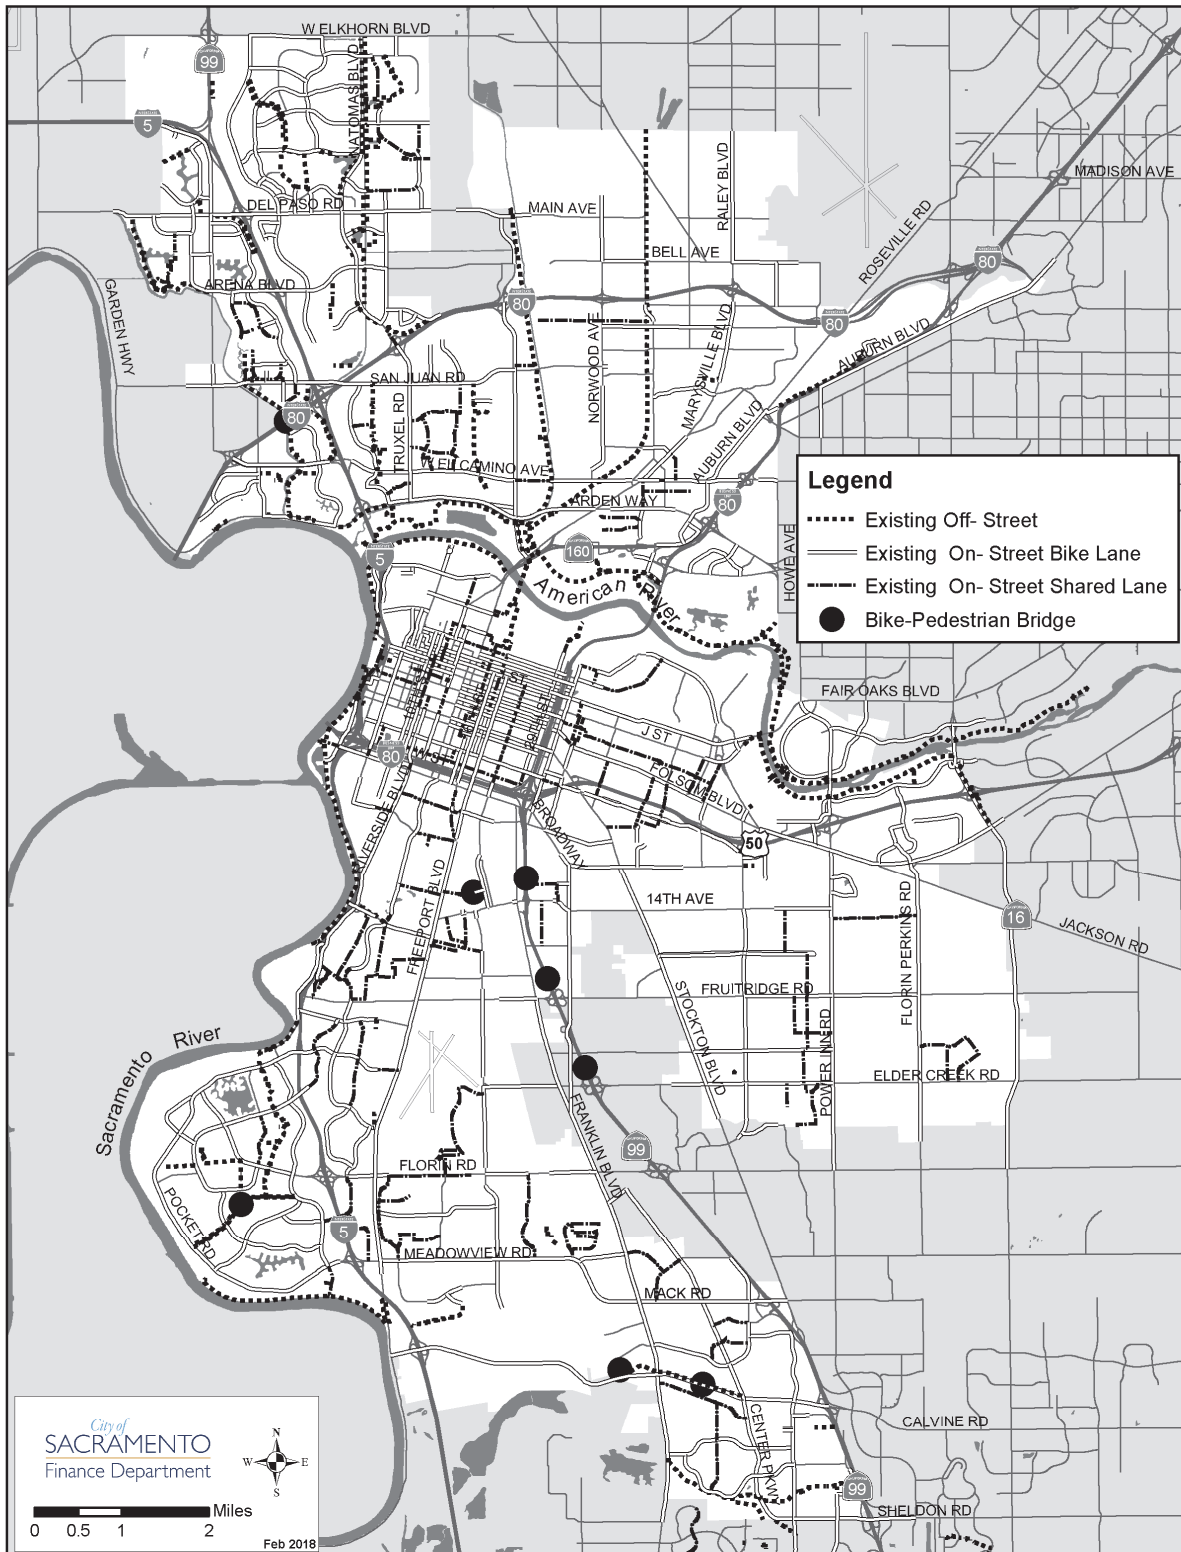 W ELKHORN BLVD
99
NATOMAS BLVD
5
MADISON AVE
RALEY BLVD
DEL PASO RD
MAIN AVE
ROSEVILLE RD
BELL AVE
80
ARENA BLVD
GARDEN HWY
80
80
NORWOOD AVE
MARYSVILLE BLVD
AUBURN BLVD
SAN JUAN RD
TRUXEL RD
80
AUBURN BLVD
W EL CAMINO AVE
ARDEN WAY
80
Legend
Existing Off- Street
Existing On- Street Bike Lane
Existing On- Street Shared Lane
Bike-Pedestrian Bridge
HOWE AVE
160
5
American River
FAIR OAKS BLVD
J ST
80
W ST
FOLSOM BLVD
RIVERSIDE BLVD
BROADWAY
50
FREEPORT BLVD
14TH AVE
FLORIN PERKINS RD
16
JACKSON RD
FRUITRIDGE RD
STOCKTON BLVD
POWER INN RD
Sacramento River
ELDER CREEK RD
FRANKLIN BLVD
99
FLORIN RD
POCKET RD
5
MEADOWVIEW RD
MACK RD
CENTER PKWY
CALVINE RD
99
SHELDON RD
City of
SACRAMENTO
Finance Department
N
W E
S
Miles
0 0.5 1 2
Feb 2018